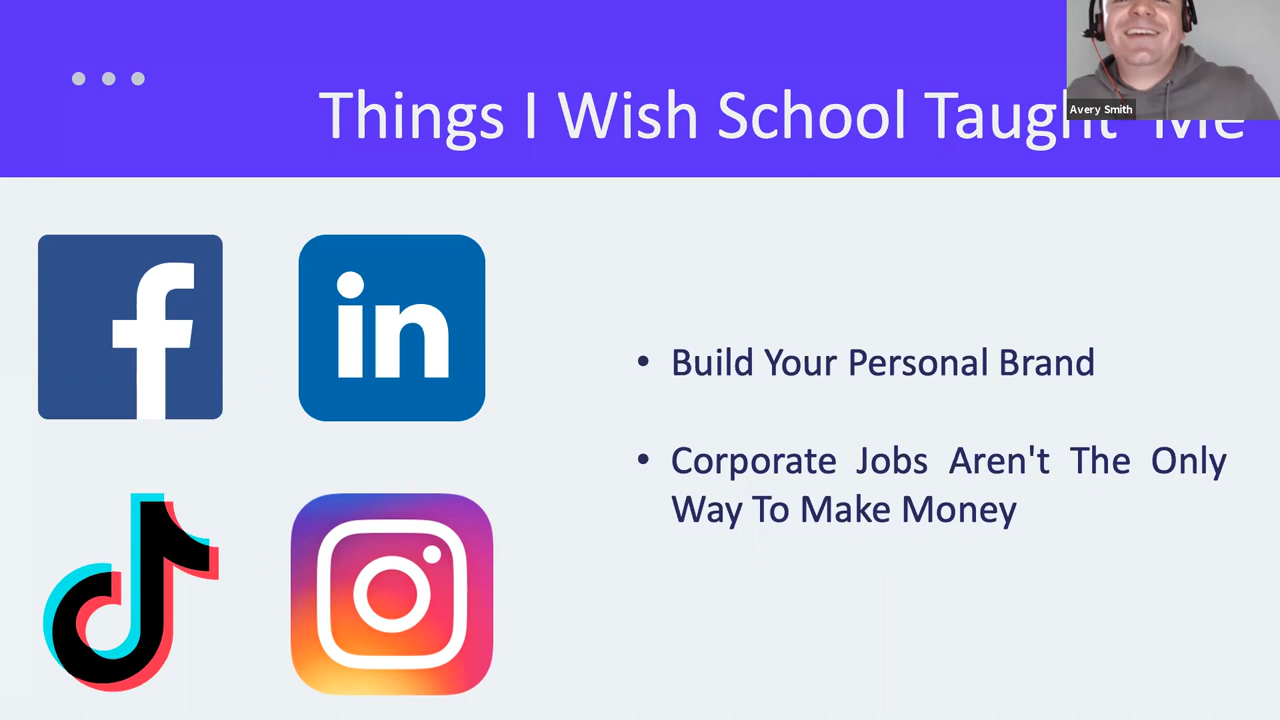 Things I Wish School Taught Me
Avery Smith
f
in
• Build Your Personal Brand
• Corporate Jobs Aren't The Only
Way To Make Money